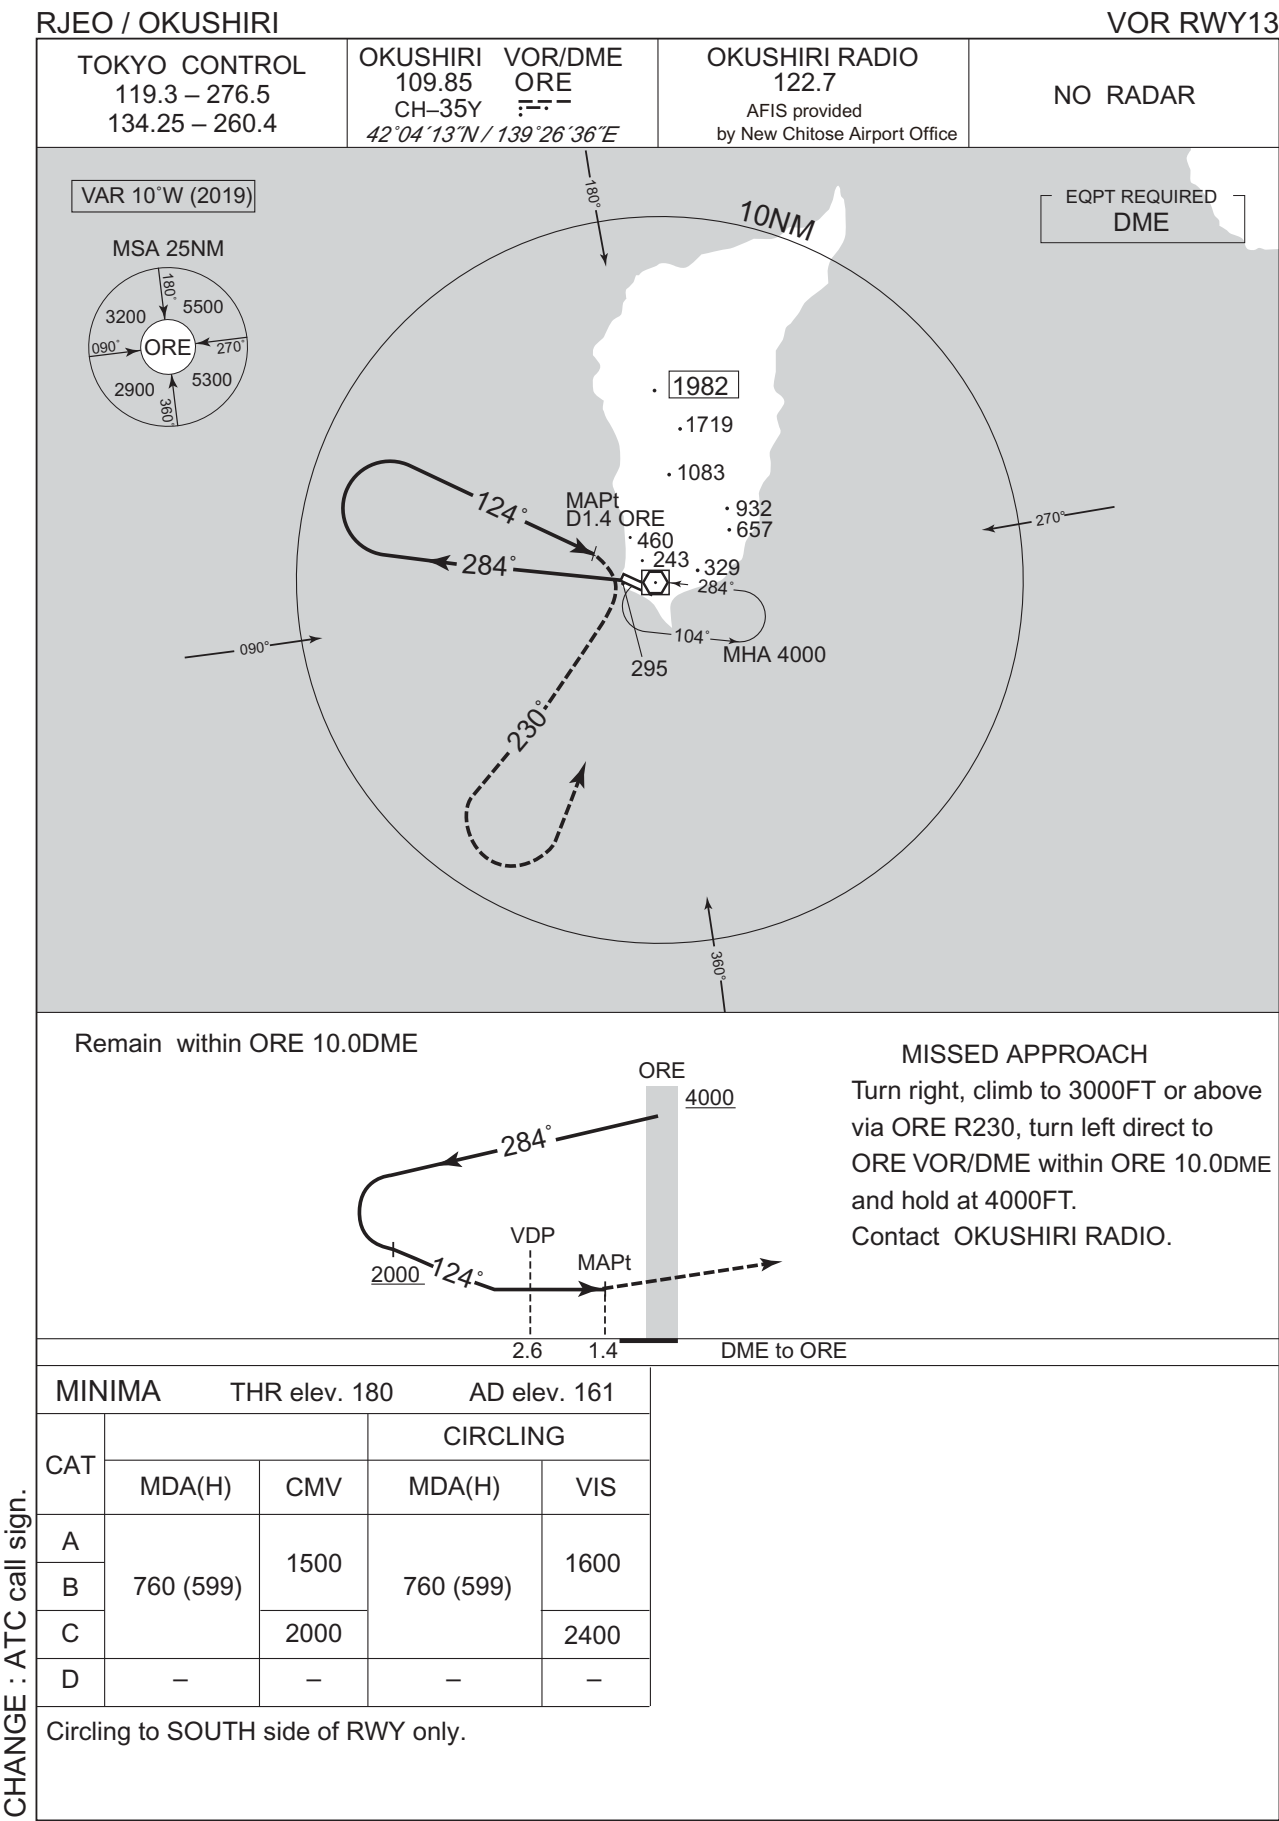 RJEO / OKUSHIRI
VOR RWY13
TOKYO CONTROL
119.3 – 276.5
134.25 – 260.4
OKUSHIRI VOR/DME
109.85 ORE
CH–35Y
42°04´13˝N / 139°26´36˝E
OKUSHIRI RADIO
122.7
AFIS provided
by New Chitose Airport Office
NO RADAR
VAR 10°W (2019)
MSA 25NM
180°
3200
5500
090°
ORE
270°
2900
5300
360°
EQPT REQUIRED
DME
180°
10NM
1982
1719
1083
932
657
124°
MAPt
D1.4 ORE
460
243
329
284°
284°
270°
090°
104°
MHA 4000
295
230°
360°
Remain within ORE 10.0DME
ORE
4000
284°
VDP
MAPt
2000
124°
2.6
1.4
DME to ORE
MISSED APPROACH
Turn right, climb to 3000FT or above
via ORE R230, turn left direct to
ORE VOR/DME within ORE 10.0DME
and hold at 4000FT.
Contact OKUSHIRI RADIO.
MINIMA THR elev. 180 AD elev. 161
CAT
CIRCLING
MDA(H) CMV MDA(H) VIS
A
B
C
D
760 (599)
1500
2000
760 (599)
1600
2400
– – – –
Circling to SOUTH side of RWY only.
CHANGE : ATC call sign.